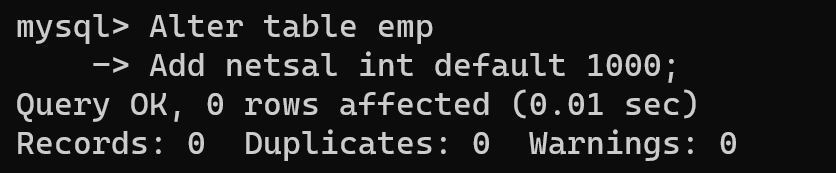 mysql> Alter table emp
    -> Add netsal int default 1000;
Query OK, 0 rows affected (0.01 sec)
Records: 0  Duplicates: 0  Warnings: 0